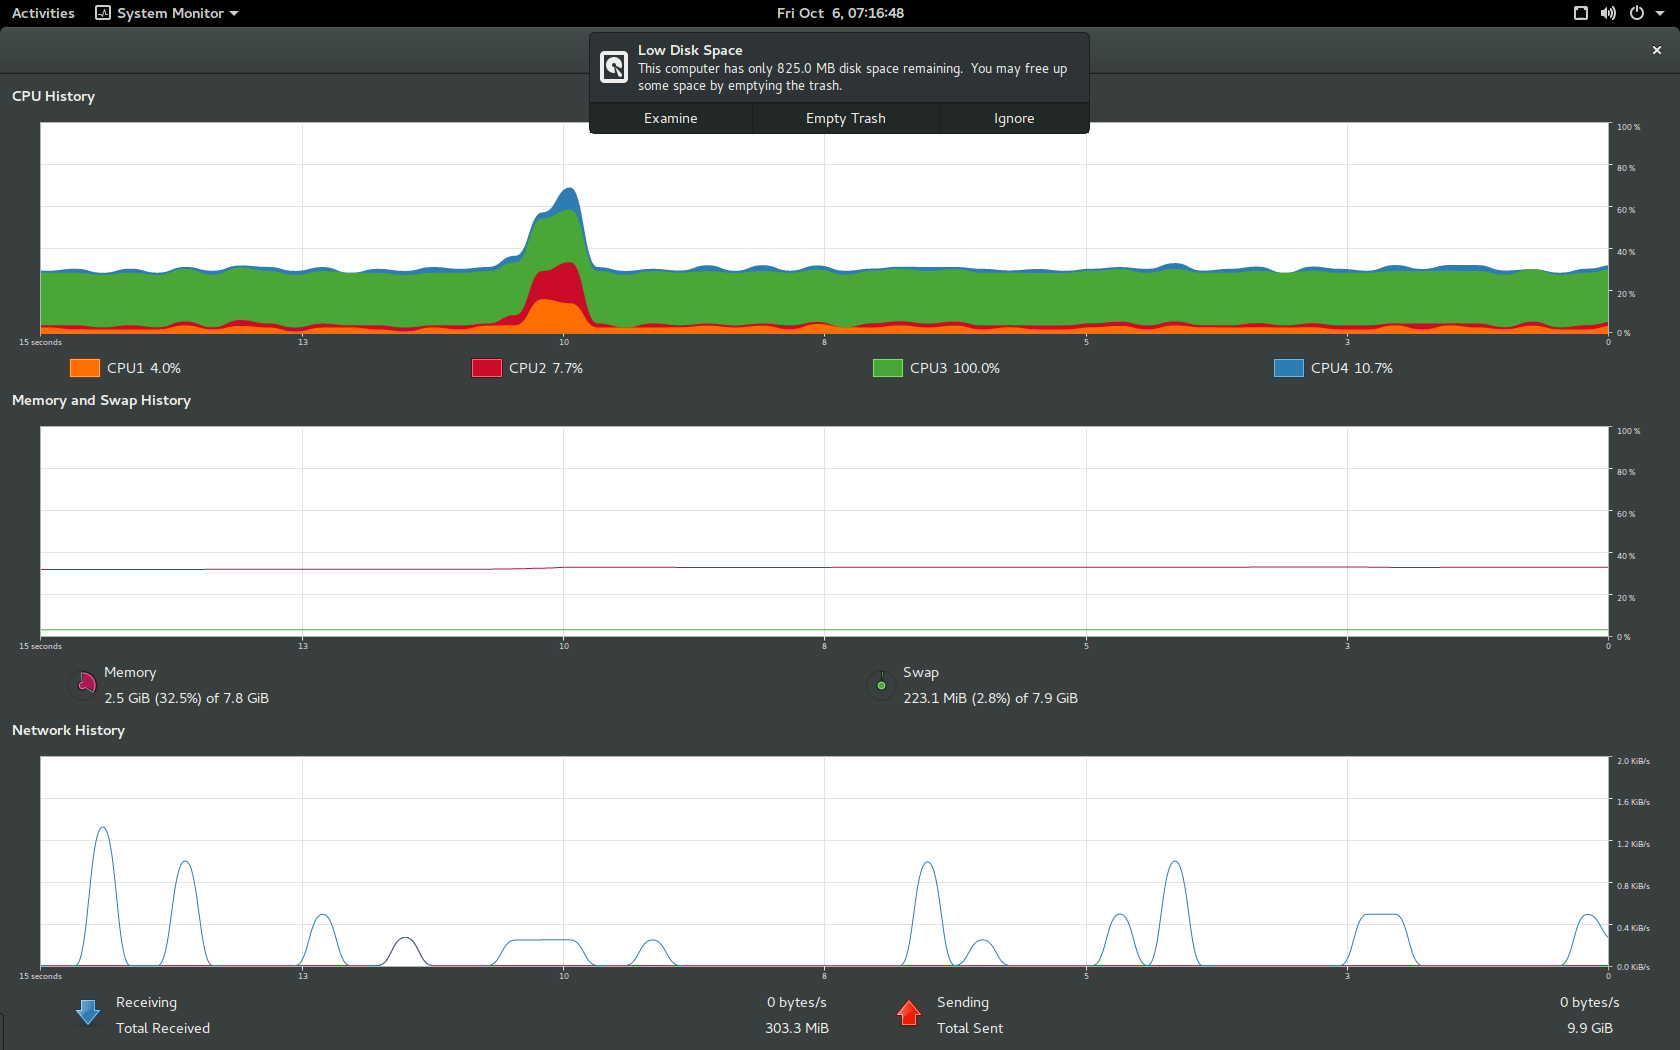 Activities System Monitor Fri Oct 6, 07:16:48
Low Disk Space
This computer has only 825.0 MB disk space remaining. You may free up
some space by emptying the trash.
Examine Empty Trash Ignore
CPU History
100 %
80 %
60 %
40 %
20 %
0 %
15 seconds 13 10 8 5 3 0
CPU1 4.0% CPU2 7.7% CPU3 100.0% CPU4 10.7%
Memory and Swap History
100 %
80 %
60 %
40 %
20 %
0 %
15 seconds 13 10 8 5 3 0
Memory Swap
2.5 GiB (32.5%) of 7.8 GiB 223.1 MiB (2.8%) of 7.9 GiB
Network History
2.0 KiB/s
1.6 KiB/s
1.2 KiB/s
0.8 KiB/s
0.4 KiB/s
0.0 KiB/s
15 seconds 13 10 8 5 3 0
Receiving 0 bytes/s Sending 0 bytes/s
Total Received 303.3 MiB Total Sent 9.9 GiB